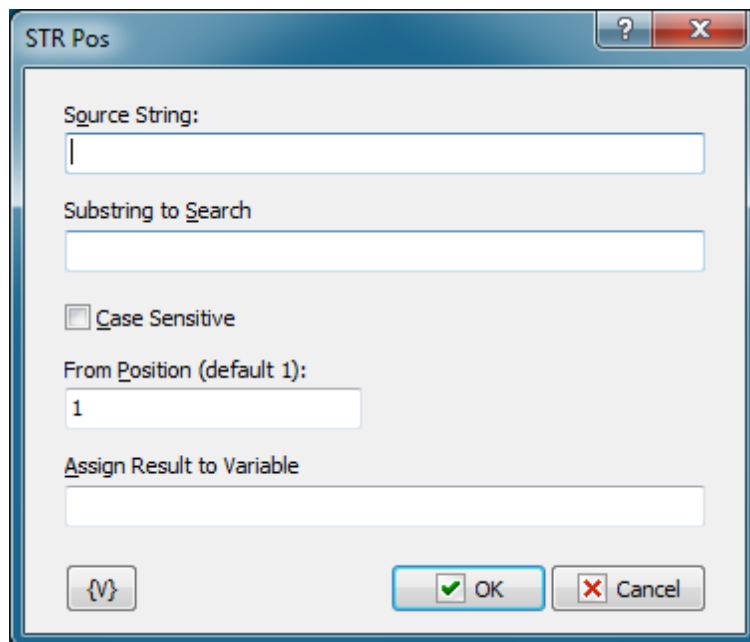 STR Pos
?
Source String:
Substring to Search
Case Sensitive
From Position (default 1):
1
Assign Result to Variable
{V} OK Cancel